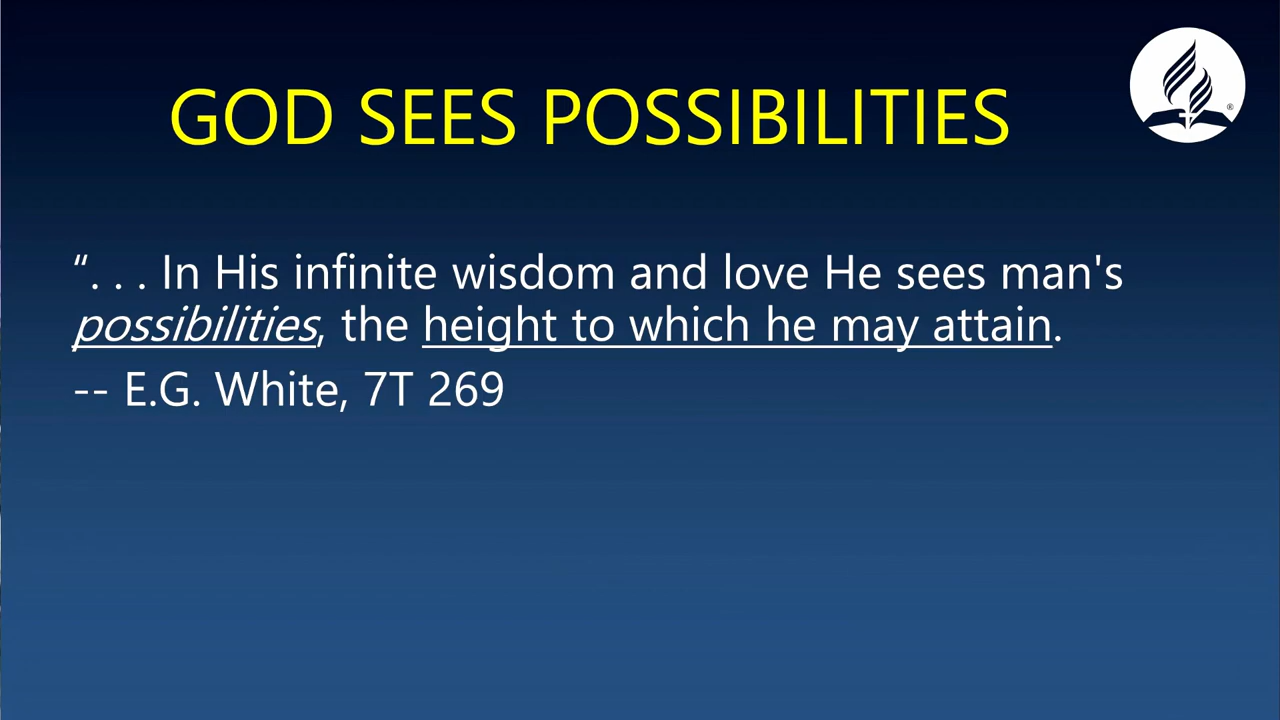 GOD SEES POSSIBILITIES
“. . . In His infinite wisdom and love He sees man's
possibilities, the height to which he may attain.
-- E.G. White, 7T 269
®